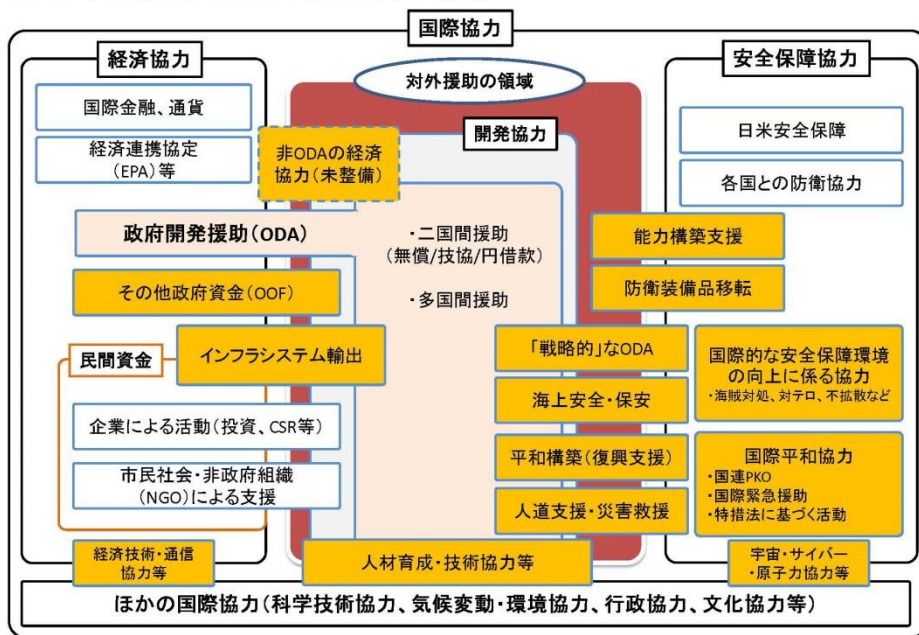 国際協力
経済協力
国際金融、通貨
経済連携協定
(EPA)等
対外援助の領域
開発協力
非ODAの経済
協力(未整備)
安全保障協力
日米安全保障
各国との防衛協力
政府開発援助(ODA)
・二国間援助
(無償/技協/円借款)
・多国間援助
能力構築支援
防衛装備品移転
その他政府資金(OOF)
インフラシステム輸出
民間資金
企業による活動(投資、CSR等)
市民社会・非政府組織
(NGO)による支援
「戦略的」なODA
海上安全・保安
平和構築(復興支援)
人道支援・災害救援
国際的な安全保障環境
の向上に係る協力
・海賊対処、対テロ、不拡散など
国際平和協力
・国連PKO
・国際緊急援助
・特措法に基づく活動
経済技術・通信
協力等
人材育成・技術協力等
宇宙・サイバー
・原子力協力等
ほかの国際協力(科学技術協力、気候変動・環境協力、行政協力、文化協力等)